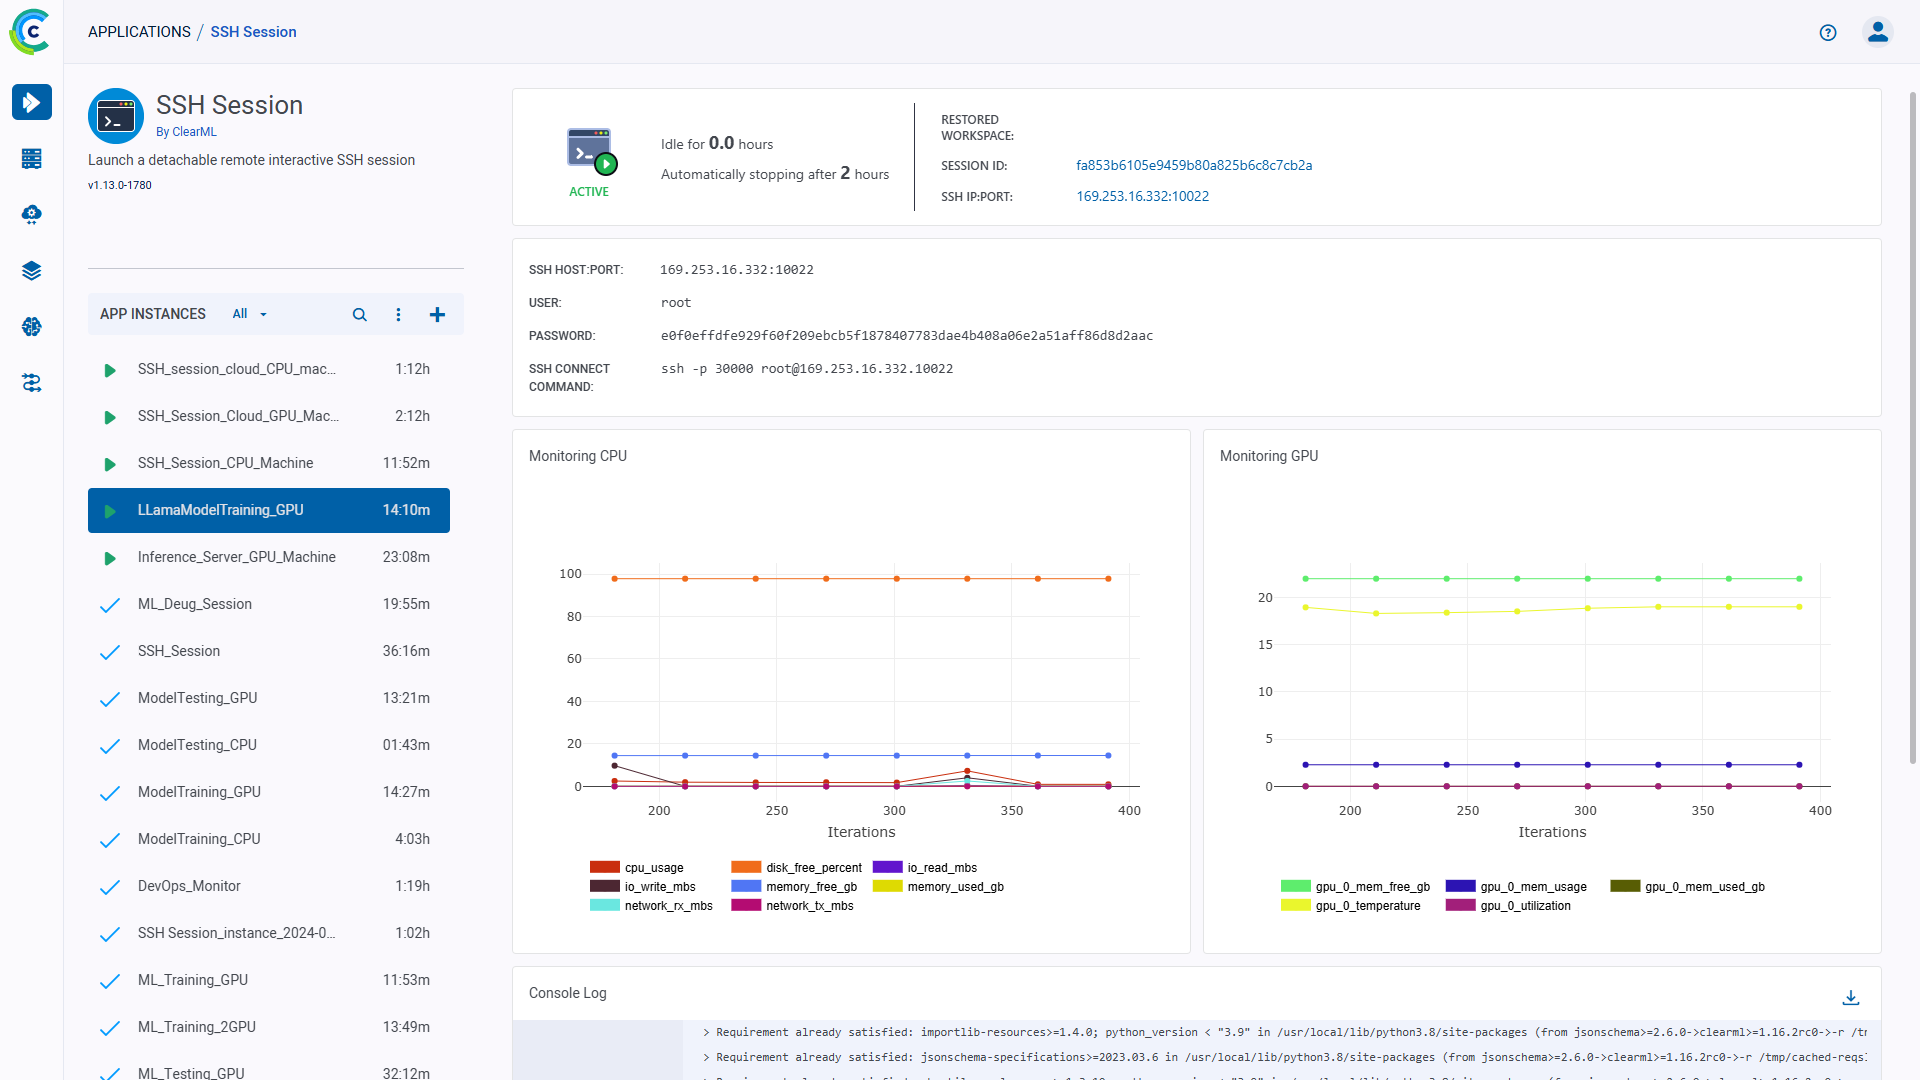 APPLICATIONS / SSH Session
SSH Session
By ClearML
Launch a detachable remote interactive SSH session
v1.13.0-1780
APP INSTANCES All
SSH_session_cloud_CPU_mac... 1:12h
SSH_Session_Cloud_GPU_Mac... 2:12h
SSH_Session_CPU_Machine 11:52m
LLamaModelTraining_GPU 14:10m
Inference_Server_GPU_Machine 23:08m
ML_Deug_Session 19:55m
SSH_Session 36:16m
ModelTesting_GPU 13:21m
ModelTesting_CPU 01:43m
ModelTraining_GPU 14:27m
ModelTraining_CPU 4:03h
DevOps_Monitor 1:19h
SSH Session_instance_2024-0... 1:02h
ML_Training_GPU 11:53m
ML_Training_2GPU 13:49m
ML_Testing_GPU 32:12m
ACTIVE
Idle for 0.0 hours
Automatically stopping after 2 hours
RESTORED
WORKSPACE:
SESSION ID: fa853b6105e9459b80a825b6c8c7cb2a
SSH IP:PORT: 169.253.16.332:10022
SSH HOST:PORT: 169.253.16.332:10022
USER: root
PASSWORD: e0f0effdfe929f60f209ebcb5f1878407783dae4b408a06e2a51aff86d8d2aac
SSH CONNECT
COMMAND: ssh -p 30000 root@169.253.16.332.10022
Monitoring CPU
100
80
60
40
20
0
200 250 300 350 400
Iterations
cpu_usage disk_free_percent io_read_mbs
io_write_mbs memory_free_gb memory_used_gb
network_rx_mbs network_tx_mbs
Monitoring GPU
20
15
10
5
0
200 250 300 350 400
Iterations
gpu_0_mem_free_gb gpu_0_mem_usage gpu_0_mem_used_gb
gpu_0_temperature gpu_0_utilization
Console Log
> Requirement already satisfied: importlib-resources>=1.4.0; python_version < "3.9" in /usr/local/lib/python3.8/site-packages (from jsonschema>=2.6.0->clearml>=1.16.2rc0->-r /tm
> Requirement already satisfied: jsonschema-specifications>=2023.03.6 in /usr/local/lib/python3.8/site-packages (from jsonschema>=2.6.0->clearml>=1.16.2rc0->-r /tmp/cached-reqs